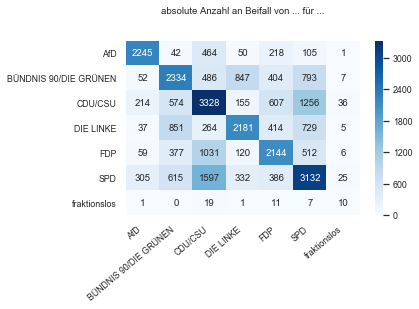 absolute Anzahl an Beifall von ... für ...
AfD 2245 42 464 50 218 105 1
BÜNDNIS 90/DIE GRÜNEN 52 2334 486 847 404 793 7
CDU/CSU 214 574 3328 155 607 1256 36
DIE LINKE 37 851 264 2181 414 729 5
FDP 59 377 1031 120 2144 512 6
SPD 305 615 1597 332 386 3132 25
fraktionslos 1 0 19 1 11 7 10
AfD BÜNDNIS 90/DIE GRÜNEN CDU/CSU DIE LINKE FDP SPD fraktionslos
3000
2400
1800
1200
600
0